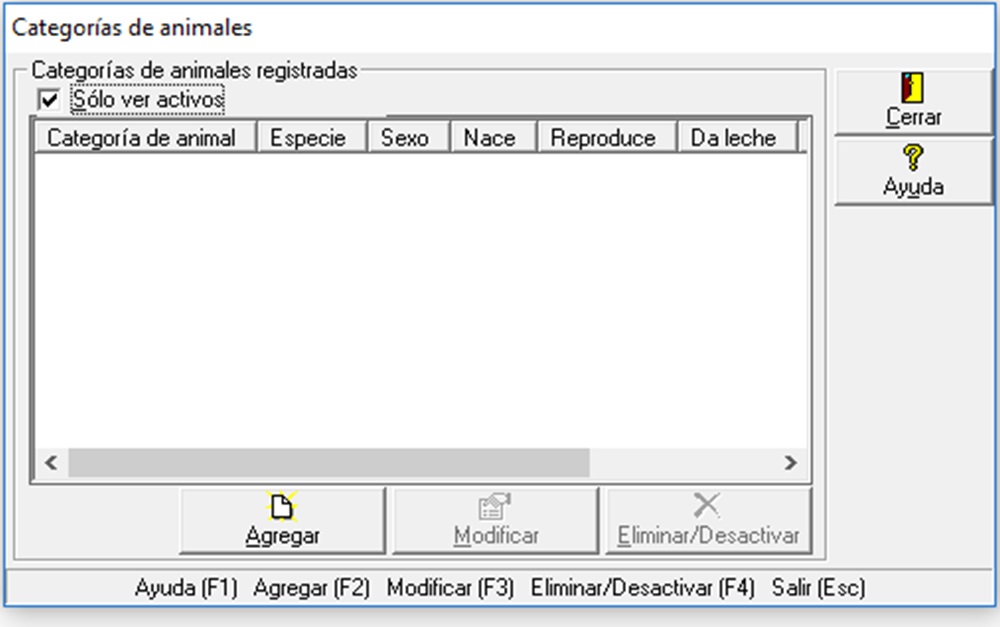 Categorías de animales
Categorías de animales registradas
Sólo ver activos
Categoría de animal Especie Sexo Nace Reproduce Da leche
Cerrar
Ayuda
Agregar Modificar Eliminar/Desactivar
Ayuda (F1) Agregar (F2) Modificar (F3) Eliminar/Desactivar (F4) Salir (Esc)